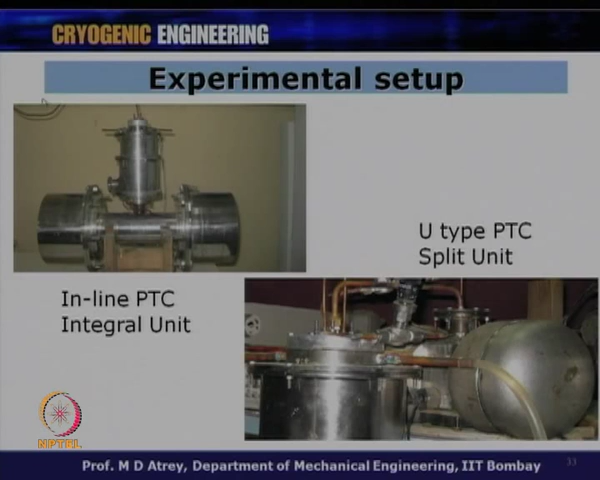 CRYOGENIC ENGINEERING
Experimental setup
U type PTC
Split Unit
In-line PTC
Integral Unit
NPTEL
Prof. M D Atrey, Department of Mechanical Engineering, IIT Bombay
33